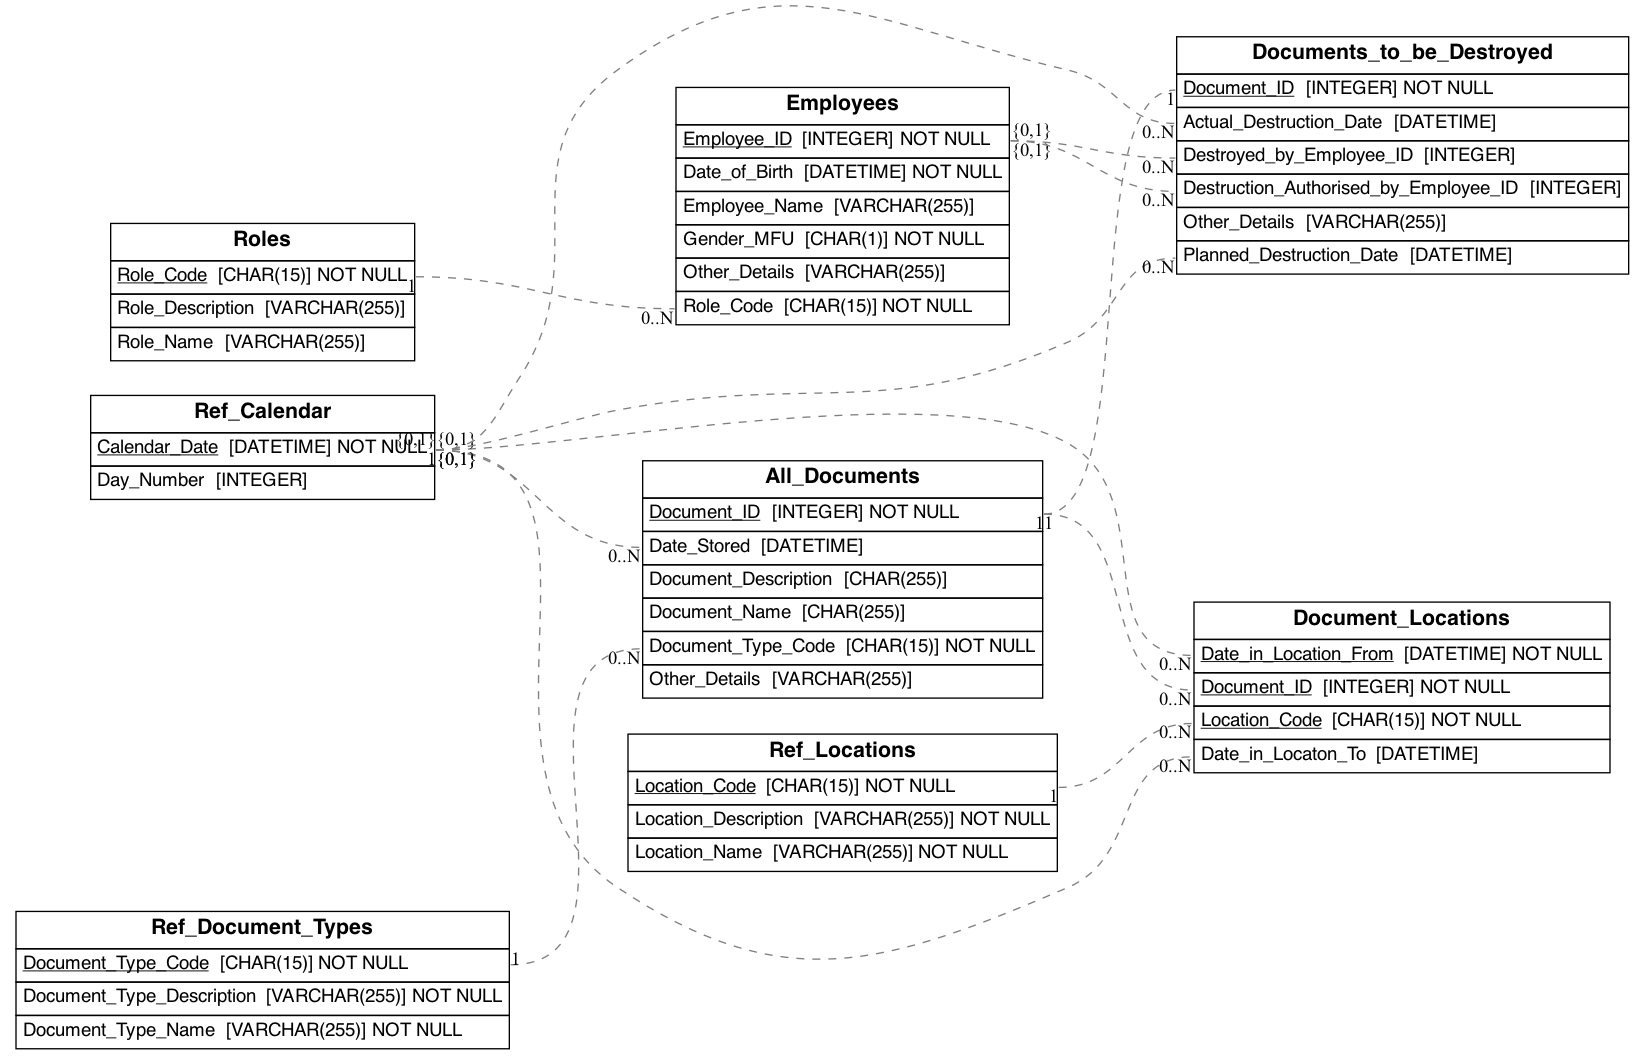 Documents_to_be_Destroyed
Document_ID [INTEGER] NOT NULL
Actual_Destruction_Date [DATETIME]
Destroyed_by_Employee_ID [INTEGER]
Destruction_Authorised_by_Employee_ID [INTEGER]
Other_Details [VARCHAR(255)]
Planned_Destruction_Date [DATETIME]
1
0..N
0..N
0..N
0..N
Employees
Employee_ID [INTEGER] NOT NULL
Date_of_Birth [DATETIME] NOT NULL
Employee_Name [VARCHAR(255)]
Gender_MFU [CHAR(1)] NOT NULL
Other_Details [VARCHAR(255)]
Role_Code [CHAR(15)] NOT NULL
{0,1}
{0,1}
0..N
Roles
Role_Code [CHAR(15)] NOT NULL
Role_Description [VARCHAR(255)]
Role_Name [VARCHAR(255)]
1
Ref_Calendar
Calendar_Date [DATETIME] NOT NULL
Day_Number [INTEGER]
{0,1} {0,1}
1 {0,1}
All_Documents
Document_ID [INTEGER] NOT NULL
Date_Stored [DATETIME]
Document_Description [CHAR(255)]
Document_Name [CHAR(255)]
Document_Type_Code [CHAR(15)] NOT NULL
Other_Details [VARCHAR(255)]
1 1
0..N
0..N
Document_Locations
Date_in_Location_From [DATETIME] NOT NULL
Document_ID [INTEGER] NOT NULL
Location_Code [CHAR(15)] NOT NULL
Date_in_Locaton_To [DATETIME]
0..N
0..N
0..N
0..N
Ref_Locations
Location_Code [CHAR(15)] NOT NULL
Location_Description [VARCHAR(255)] NOT NULL
Location_Name [VARCHAR(255)] NOT NULL
1
Ref_Document_Types
Document_Type_Code [CHAR(15)] NOT NULL
Document_Type_Description [VARCHAR(255)] NOT NULL
Document_Type_Name [VARCHAR(255)] NOT NULL
1